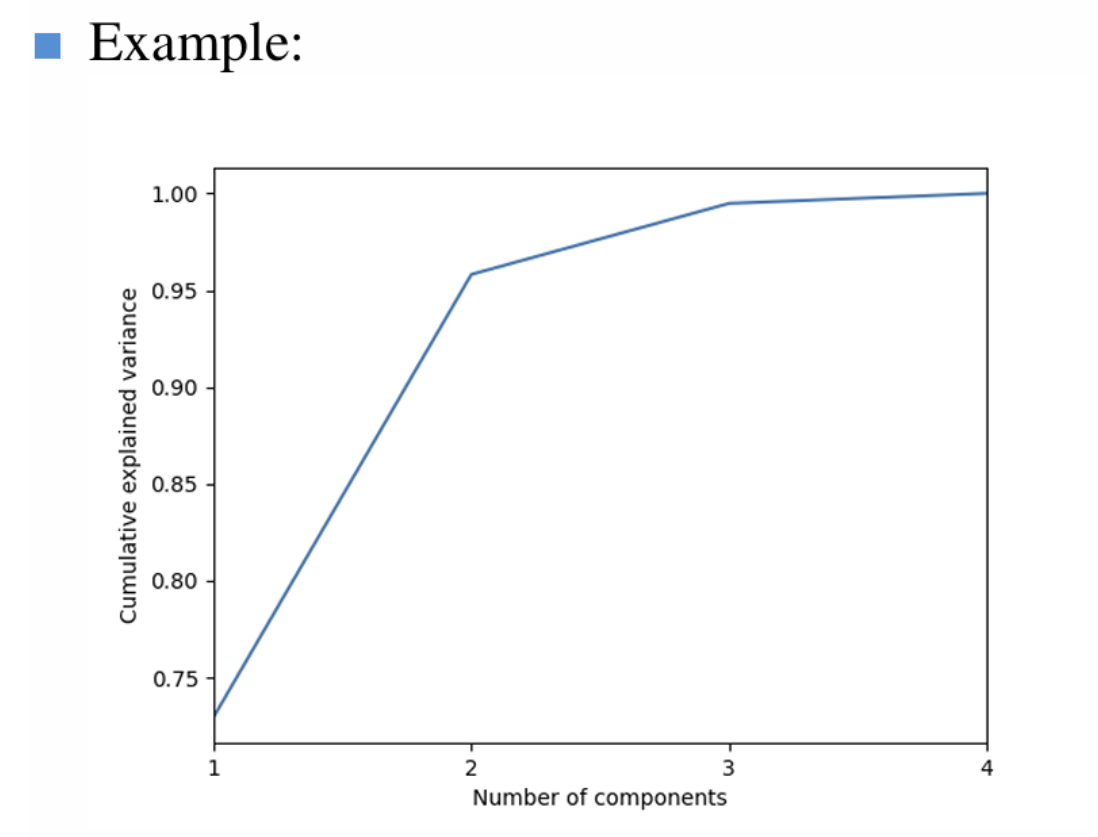 Example:
1.00
0.95
0.90
0.85
0.80
0.75
Cumulative explained variance
1 2 3 4
Number of components